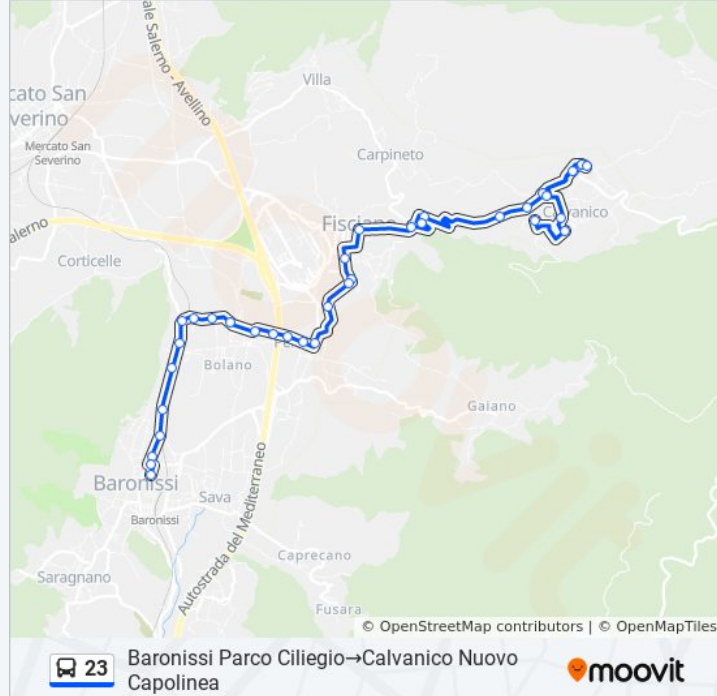 ale Salerno - Avellino
Villa
cato San
verino
Mercato San
Severino
Carpineto
Fisciano
Calvanico
alerno
Corticelle
Bolano
Gaiano
Baronissi
Sava
Baronissi
Autostrada del Mediterraneo
Caprecano
Saragnano
Fusara
© OpenStreetMap contributors | © OpenMapTiles
23
Baronissi Parco Ciliegio→Calvanico Nuovo
Capolinea
moovit